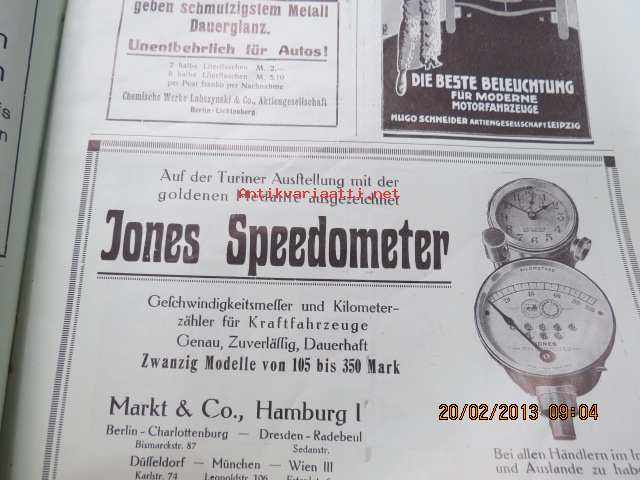 geben schmutzigstem Metall
Dauerglanz.
Unentbehrlich für Autos!
2 halbe Literflaschen M. 2.—
6 halbe Literflaschen M. 5.10
per Post franko per Nachnahme
Chemische Werke Lubszynski & Co., Aktiengesellschaft
Berlin-Lichtenberg.
DIE BESTE BELEUCHTUNG
FÜR MODERNE
MOTORFAHRZEUGE
HUGO SCHNEIDER AKTIENGESELLSCHAFT LEIPZIG
Auf der Turiner Ausstellung mit der
goldenen Medaille ausgezeichnet
Antikvariaatti.net
Jones Speedometer
Geschwindigkeitsmesser und Kilometer-
zähler für Kraftfahrzeuge
Genau, Zuverlässig, Dauerhaft
Zwanzig Modelle von 105 bis 350 Mark
Markt & Co., Hamburg I
Berlin - Charlottenburg — Dresden - Radebeul
Bismarckstr. 87 Sedanstr.
Düsseldorf — München — Wien III
Karlstr. 74 Leopoldstr. 106
KILOMETERS
JONES
Bei allen Händlern im In
und Auslande zu habe
20/02/2013 09:04